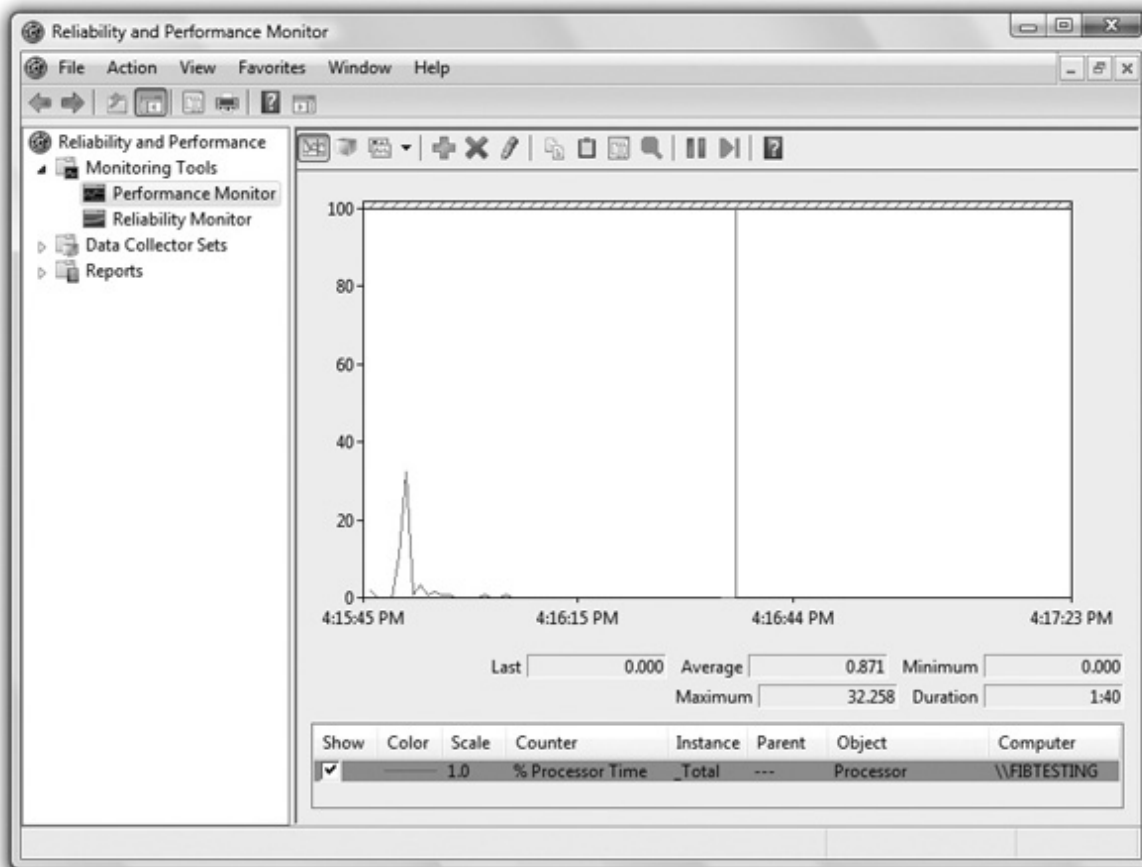 Reliability and Performance Monitor
File Action View Favorites Window Help
Reliability and Performance
Monitoring Tools
Performance Monitor
Reliability Monitor
Data Collector Sets
Reports
100
80
60
40
20
0
4:15:45 PM 4:16:15 PM 4:16:44 PM 4:17:23 PM
Last 0.000 Average 0.871 Minimum 0.000
Maximum 32.258 Duration 1:40
Show Color Scale Counter Instance Parent Object Computer
1.0 % Processor Time _Total --- Processor \\FIBTESTING